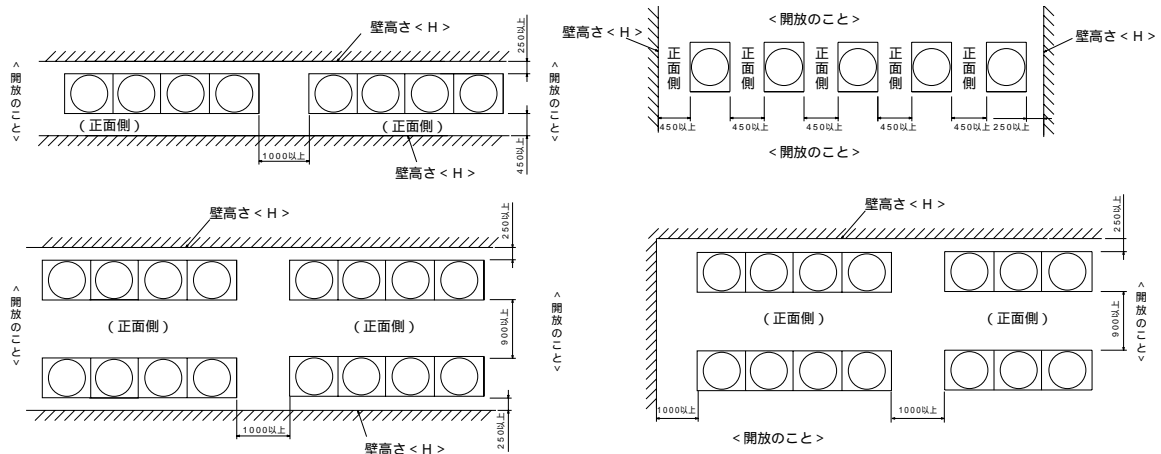 壁高さ<H>
250以上
<開放のこと>
<開放のこと>
(正面側)
(正面側)
1000以上
450以上
壁高さ<H>
<開放のこと>
壁高さ<H>
壁高さ<H>
正面側
正面側
正面側
正面側
正面側
450以上
450以上
450以上
450以上
450以上
250以上
<開放のこと>
壁高さ<H>
250以上
<開放のこと>
<開放のこと>
(正面側)
(正面側)
900以上
1000以上
250以上
壁高さ<H>
壁高さ<H>
250以上
(正面側)
(正面側)
900以上
<開放のこと>
1000以上
1000以上
<開放のこと>